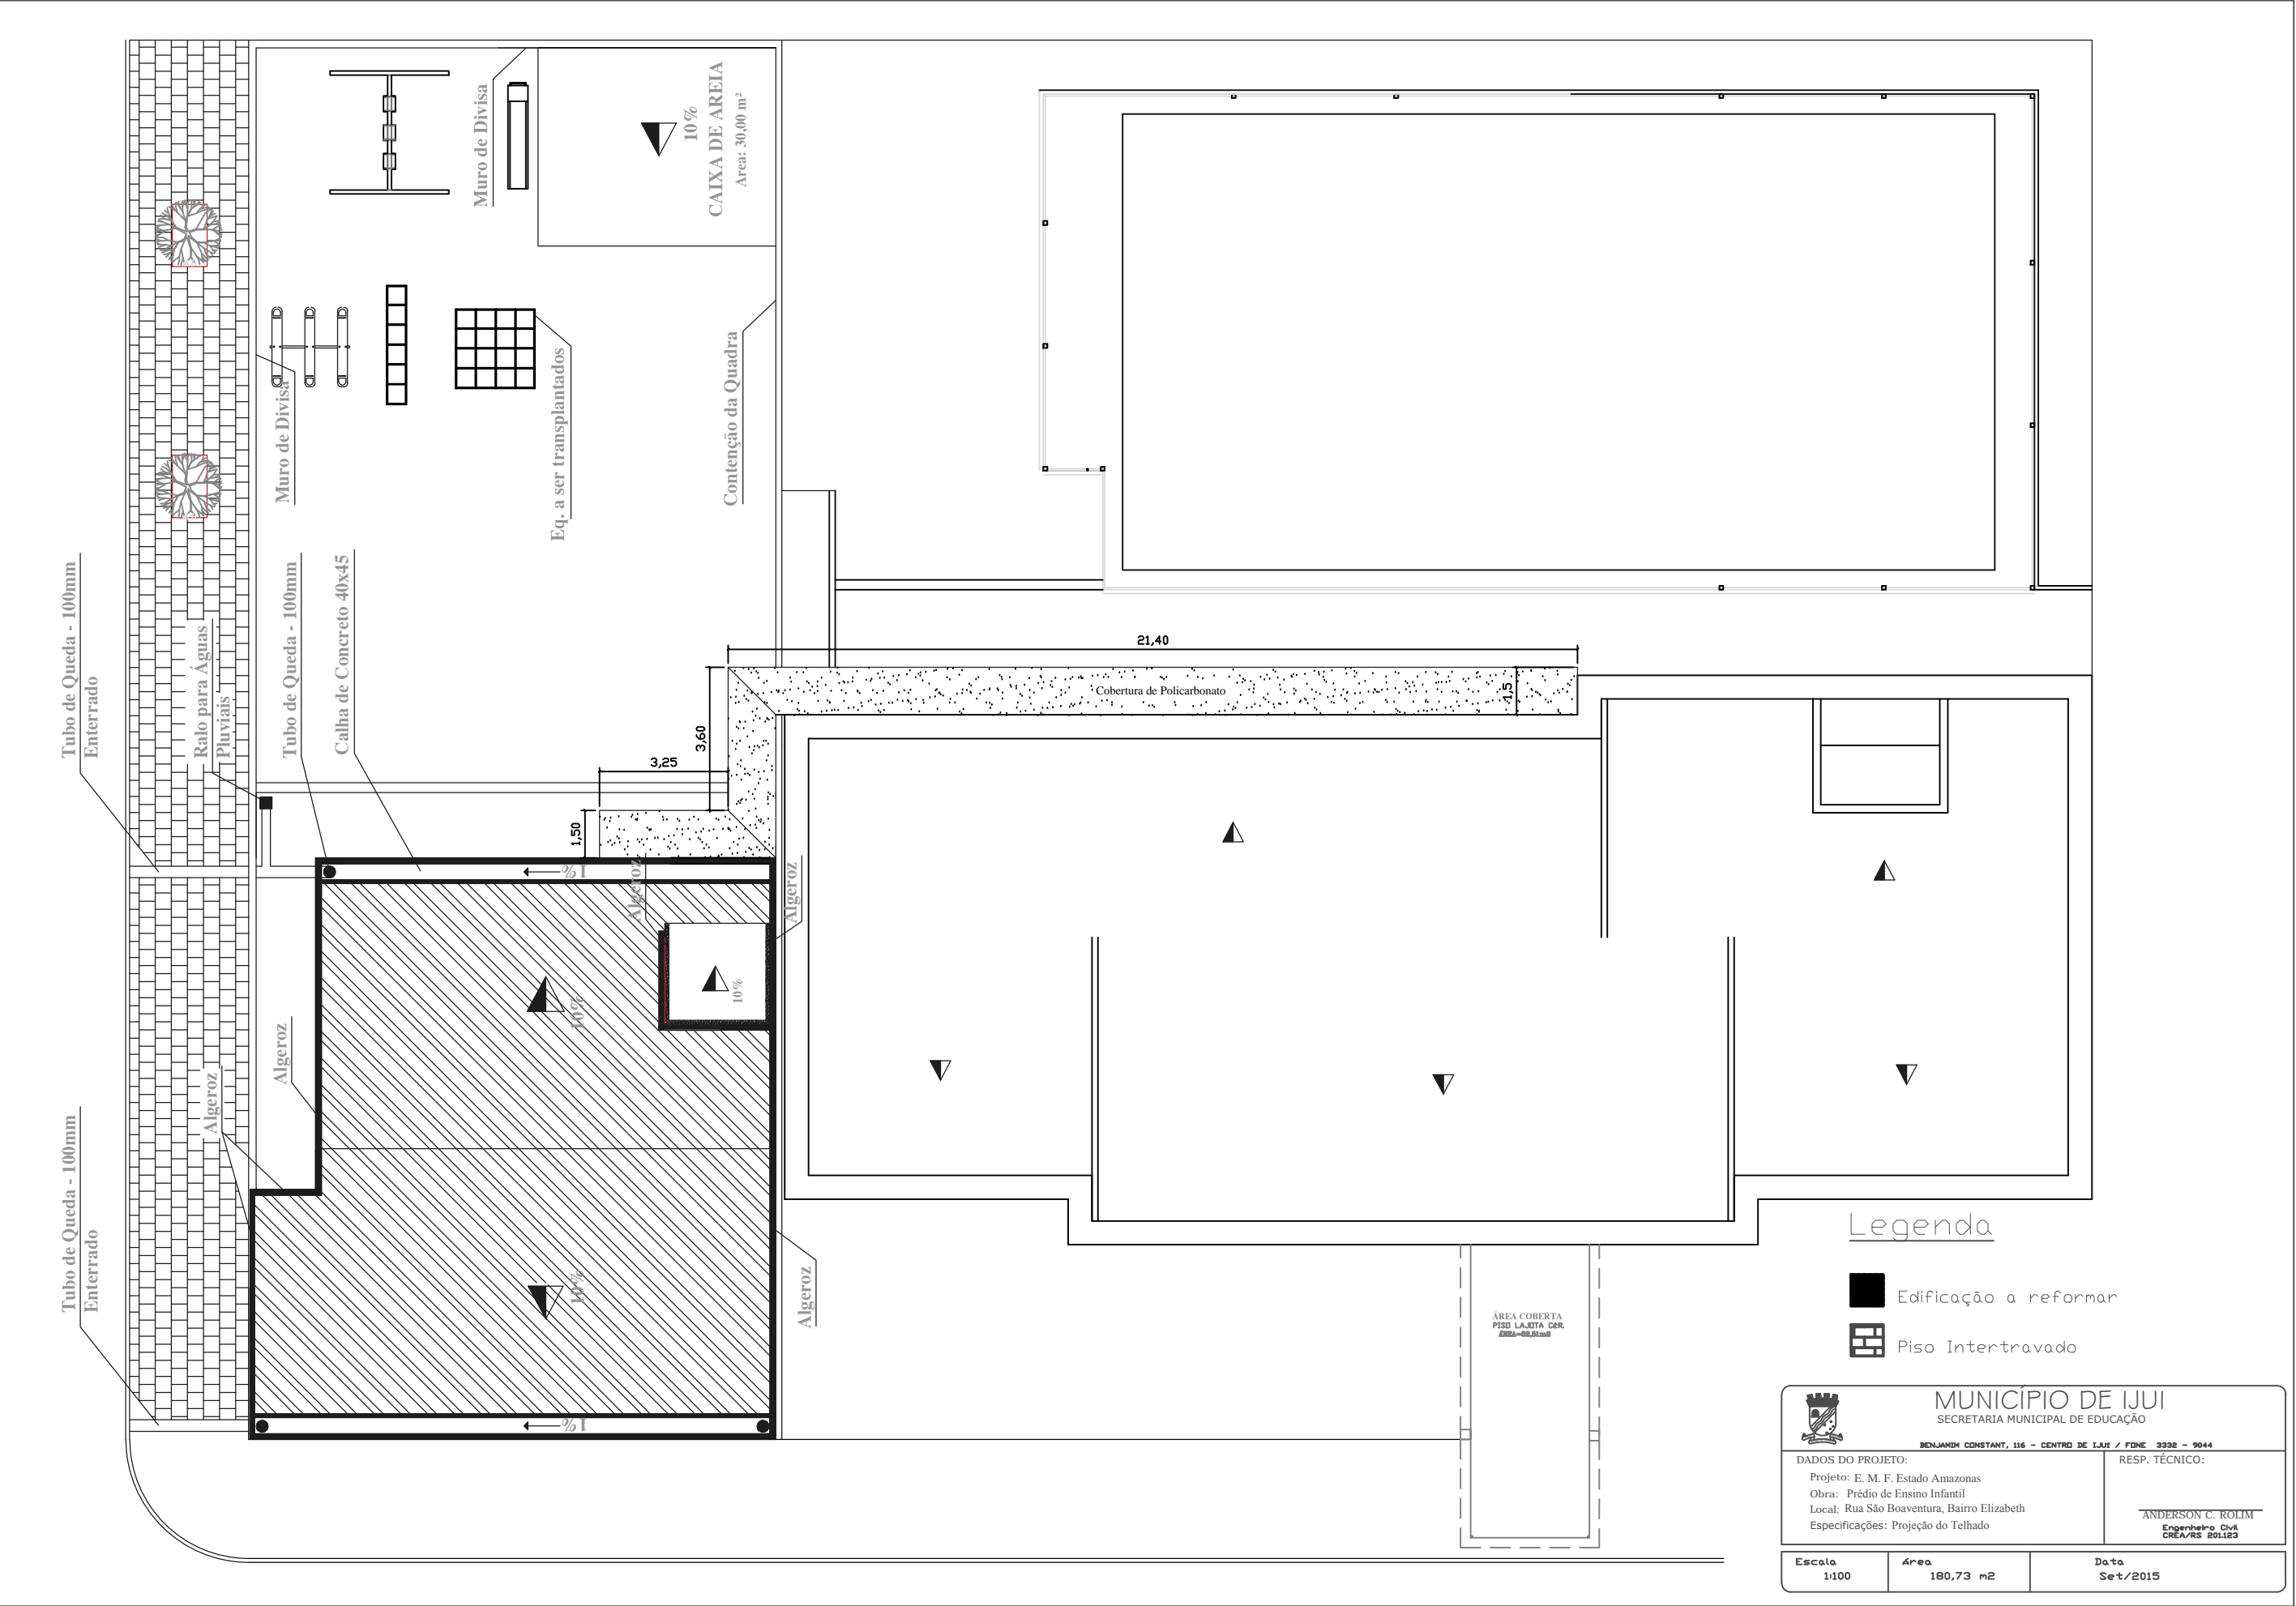 Muro de Divisa
10%
CAIXA DE AREIA
Area: 30,00 m²
Muro de Divisa
Eq. a ser transplantados
Contenção da Quadra
Tubo de Queda - 100mm
Enterrado
Ralo para Águas
Pluviais
Tubo de Queda - 100mm
Calha de Concreto 40x45
21,40
Cobertura de Policarbonato
1,5
3,60
3,25
1,50
1%
Algeroz
Algeroz
10%
10%
Algeroz
Algeroz
Tubo de Queda - 100mm
Enterrado
10%
Algeroz
1%
ÁREA COBERTA
PISO LAJOTA CER.
Legenda
Edificação a reformar
Piso Intertravado
MUNICÍPIO DE IJUI
SECRETARIA MUNICIPAL DE EDUCAÇÃO
BENJAMIM CONSTANT, 116 - CENTRO DE IJUI / FONE 3332 - 9044
DADOS DO PROJETO:
Projeto: E. M. F. Estado Amazonas
Obra: Prédio de Ensino Infantil
Local: Rua São Boaventura, Bairro Elizabeth
Especificações: Projeção do Telhado
RESP. TÉCNICO:
ANDERSON C. ROLIM
Engenheiro Civil
CREA/RS 201.123
Escala
1:100
Area
180,73 m2
Data
Set/2015